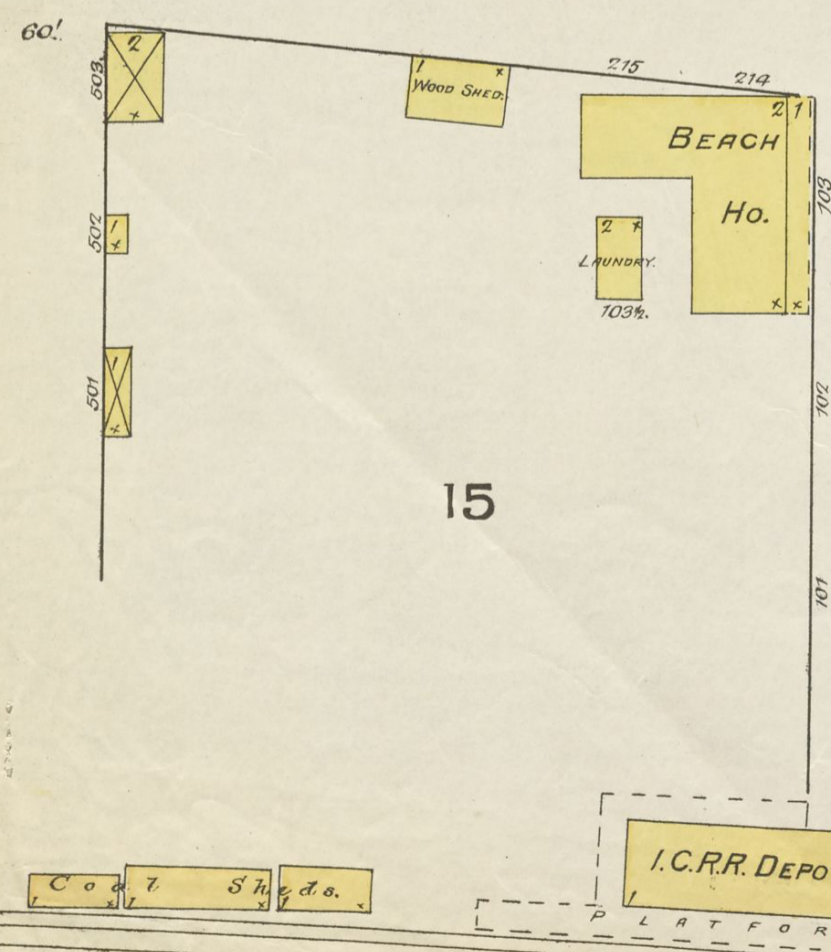 60!
503.
2
x
1 x
WOOD SHED.
215
214
2 1
BEACH
HO.
x x
103
502
1
x
2 x
LAUNDRY.
103½.
501
1
x
102
15
101
I.C.R.R. DEPO
1
Coal Sheds.
1 x 1 x 1 x
PLATFOR